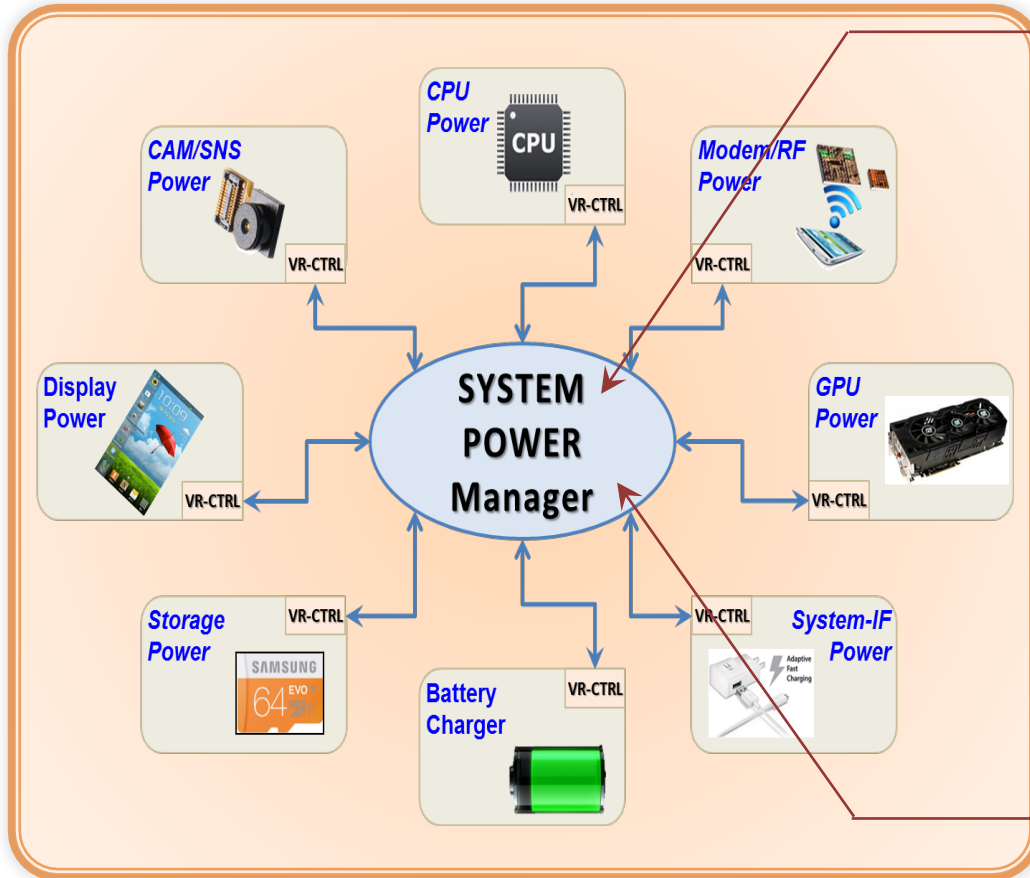 CPU
Power
CPU
VR-CTRL
CAM/SNS
Power
VR-CTRL
Modem/RF
Power
VR-CTRL
Display
Power
10:09
VR-CTRL
SYSTEM
POWER
Manager
GPU
Power
VR-CTRL
Storage
Power
VR-CTRL
SAMSUNG
64 EVO
Battery
Charger
VR-CTRL
VR-CTRL
System-IF
Power
Adaptive
Fast
Charging